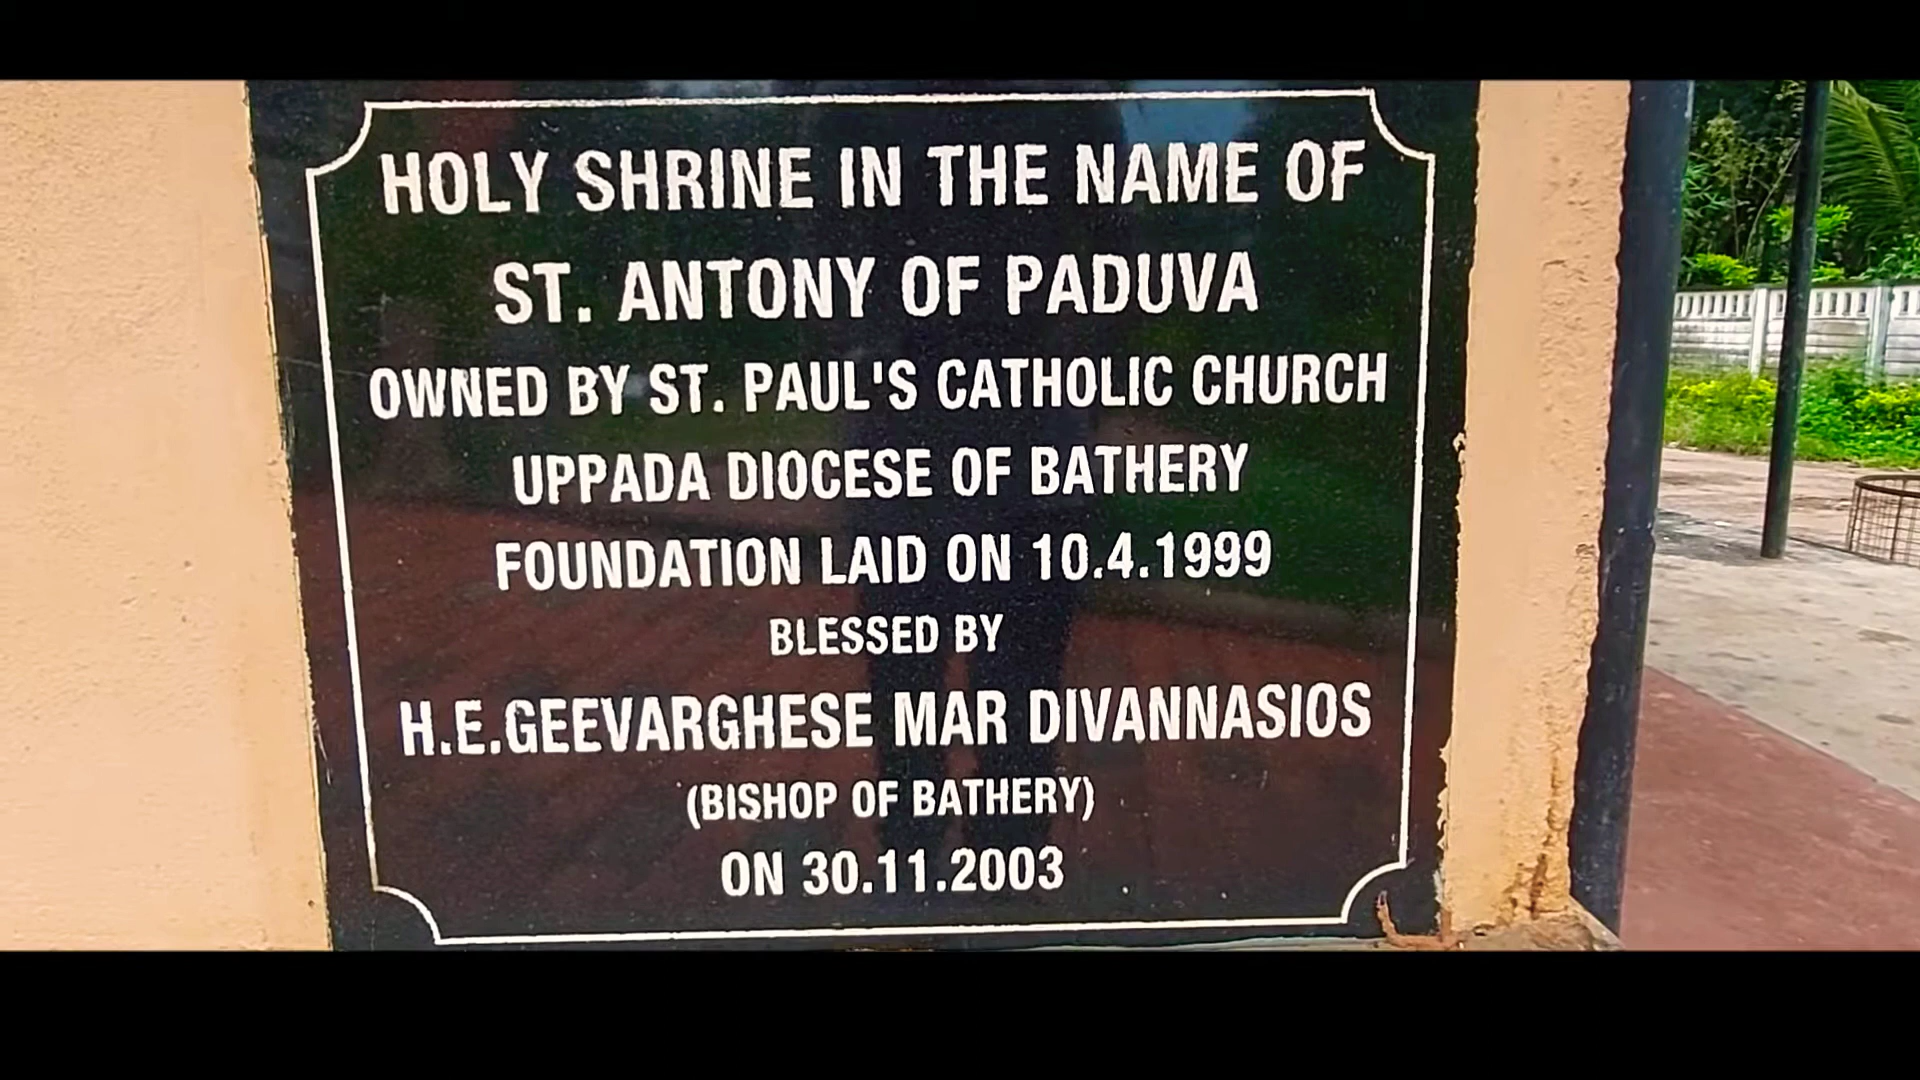 HOLY SHRINE IN THE NAME OF
ST. ANTONY OF PADUVA
OWNED BY ST. PAUL'S CATHOLIC CHURCH
UPPADA DIOCESE OF BATHERY
FOUNDATION LAID ON 10.4.1999
BLESSED BY
H.E.GEEVARGHESE MAR DIVANNASIOS
(BISHOP OF BATHERY)
ON 30.11.2003